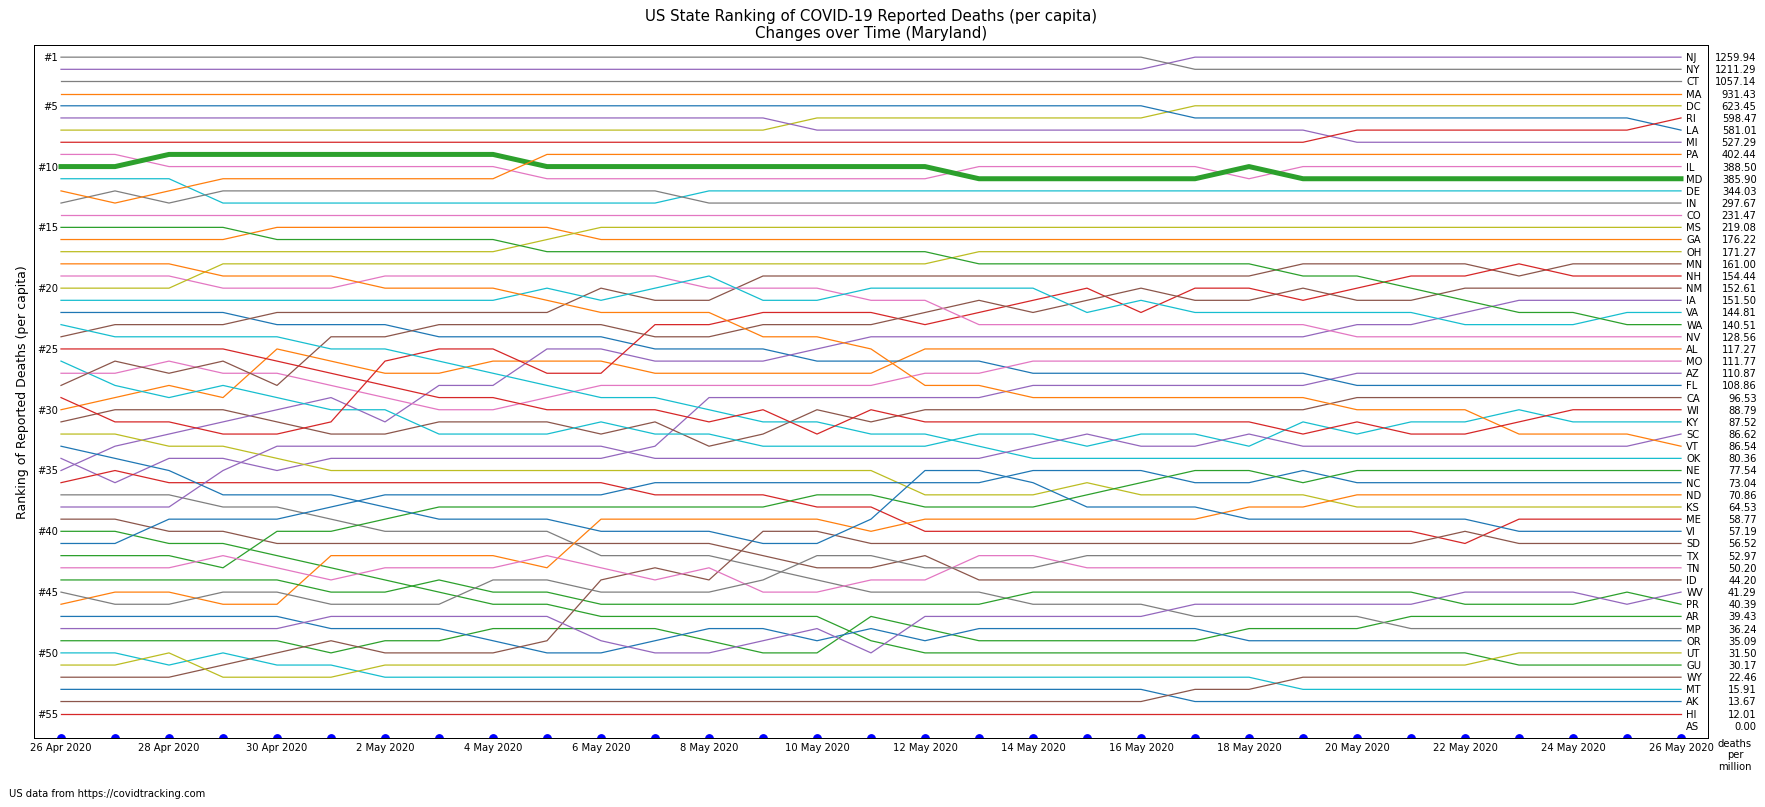 US State Ranking of COVID-19 Reported Deaths (per capita)
Changes over Time (Maryland)
Ranking of Reported Deaths (per capita)
#1
#5
#10
#15
#20
#25
#30
#35
#40
#45
#50
#55
NJ 1259.94
NY 1211.29
CT 1057.14
MA 931.43
DC 623.45
RI 598.47
LA 581.01
MI 527.29
PA 402.44
IL 388.50
MD 385.90
DE 344.03
IN 297.67
CO 231.47
MS 219.08
GA 176.22
OH 171.27
MN 161.00
NH 154.44
NM 152.61
IA 151.50
VA 144.81
WA 140.51
NV 128.56
AL 117.27
MO 111.77
AZ 110.87
FL 108.86
CA 96.53
WI 88.79
KY 87.52
SC 86.62
VT 86.54
OK 80.36
NE 77.54
NC 73.04
ND 70.86
KS 64.53
ME 58.77
VI 57.19
SD 56.52
TX 52.97
TN 50.20
ID 44.20
WV 41.29
PR 40.39
AR 39.43
MP 36.24
OR 35.09
UT 31.50
GU 30.17
WY 22.46
MT 15.91
AK 13.67
HI 12.01
AS 0.00
26 Apr 2020 28 Apr 2020 30 Apr 2020 2 May 2020 4 May 2020 6 May 2020 8 May 2020 10 May 2020 12 May 2020 14 May 2020 16 May 2020 18 May 2020 20 May 2020 22 May 2020 24 May 2020 26 May 2020
deaths
per
million
US data from https://covidtracking.com